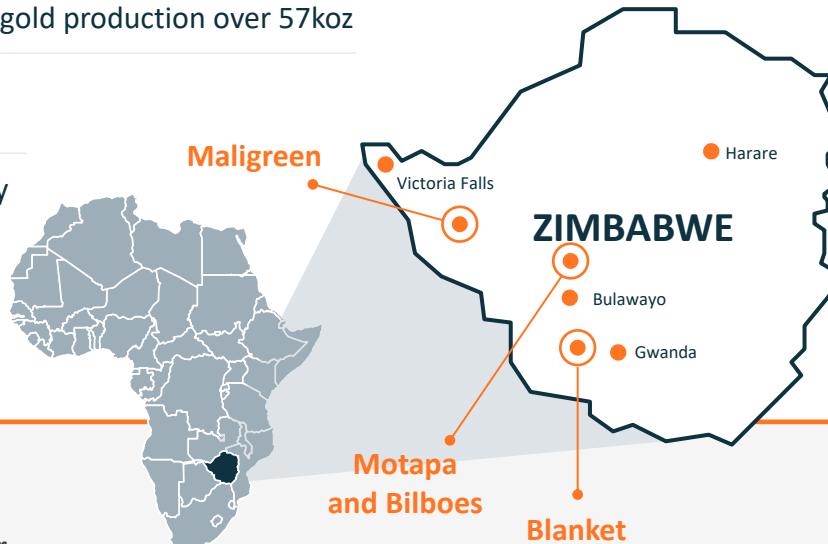 gold production over 57koz
Maligreen
Harare
Victoria Falls
ZIMBABWE
Bulawayo
Gwanda
Motapa
and Bilboes
Blanket